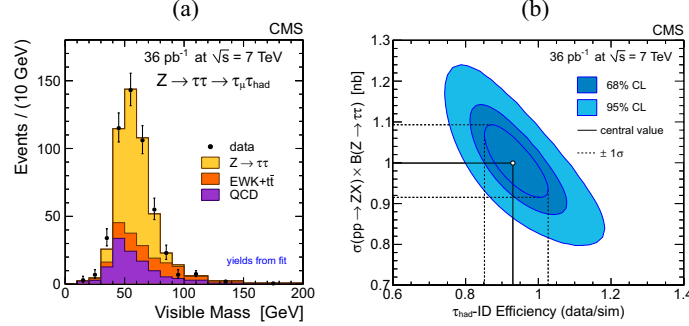 (a)
CMS
36 pb⁻¹ at √s = 7 TeV
Z → ττ → τ_μτ_had
Events / (10 GeV)
150
100
50
0
data
Z → ττ
EWK+tt̄
QCD
yields from fit
0 50 100 150 200
Visible Mass [GeV]
(b)
CMS
36 pb⁻¹ at √s = 7 TeV
σ(pp → ZX) × B(Z → ττ) [nb]
1.3
1.2
1.1
1
0.9
0.8
0.7
68% CL
95% CL
central value
± 1σ
0.6 0.8 1 1.2 1.4
τ_had-ID Efficiency (data/sim)